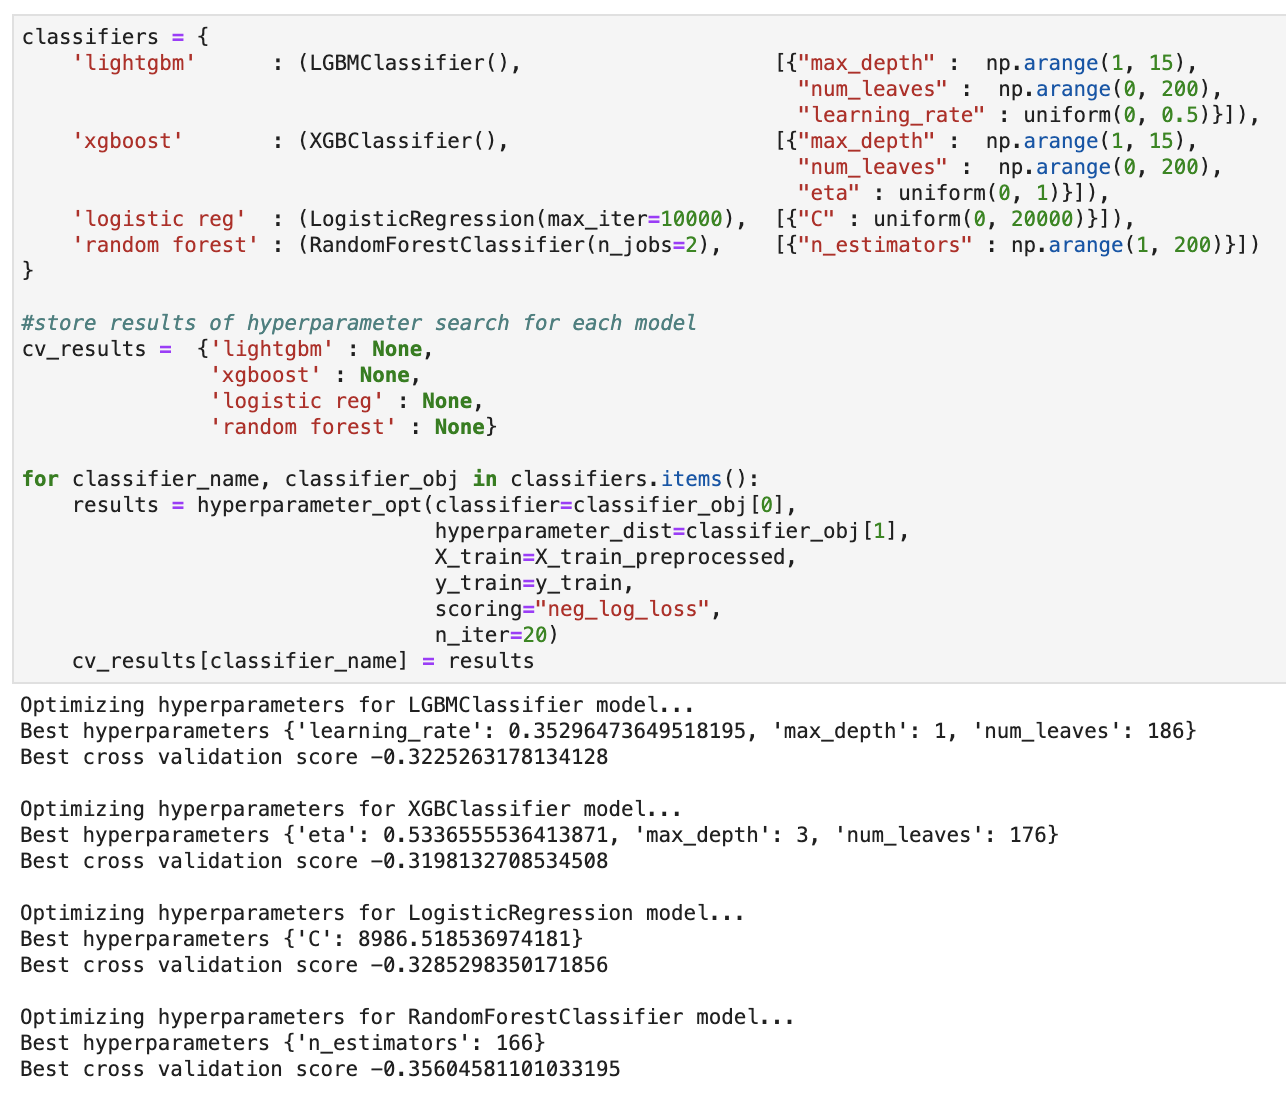 classifiers = {
    'lightgbm'      : (LGBMClassifier(),                    [{"max_depth" :  np.arange(1, 15),
                                                              "num_leaves" :  np.arange(0, 200),
                                                              "learning_rate" : uniform(0, 0.5)}]),
    'xgboost'       : (XGBClassifier(),                     [{"max_depth" :  np.arange(1, 15),
                                                              "num_leaves" :  np.arange(0, 200),
                                                              "eta" : uniform(0, 1)}]),
    'logistic reg'  : (LogisticRegression(max_iter=10000),  [{"C" : uniform(0, 20000)}]),
    'random forest' : (RandomForestClassifier(n_jobs=2),    [{"n_estimators" : np.arange(1, 200)}])
}

#store results of hyperparameter search for each model
cv_results =  {'lightgbm' : None,
               'xgboost' : None,
               'logistic reg' : None,
               'random forest' : None}

for classifier_name, classifier_obj in classifiers.items():
    results = hyperparameter_opt(classifier=classifier_obj[0],
                                 hyperparameter_dist=classifier_obj[1],
                                 X_train=X_train_preprocessed,
                                 y_train=y_train,
                                 scoring="neg_log_loss",
                                 n_iter=20)
    cv_results[classifier_name] = results
Optimizing hyperparameters for LGBMClassifier model...
Best hyperparameters {'learning_rate': 0.35296473649518195, 'max_depth': 1, 'num_leaves': 186}
Best cross validation score -0.3225263178134128

Optimizing hyperparameters for XGBClassifier model...
Best hyperparameters {'eta': 0.5336555536413871, 'max_depth': 3, 'num_leaves': 176}
Best cross validation score -0.3198132708534508

Optimizing hyperparameters for LogisticRegression model...
Best hyperparameters {'C': 8986.518536974181}
Best cross validation score -0.3285298350171856

Optimizing hyperparameters for RandomForestClassifier model...
Best hyperparameters {'n_estimators': 166}
Best cross validation score -0.35604581101033195